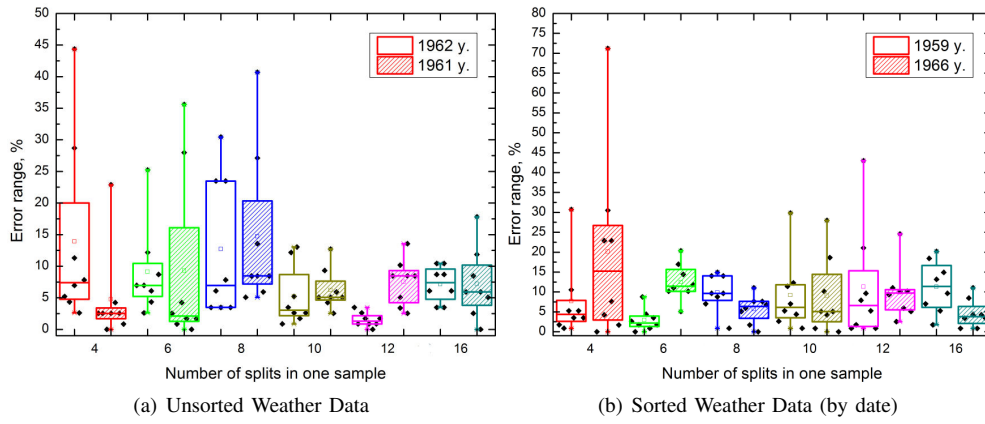 50
45
40
35
30
25
20
15
10
5
0
Error range, %
1962 y.
1961 y.
4 6 8 10 12 16
Number of splits in one sample
(a) Unsorted Weather Data
80
75
70
65
60
55
50
45
40
35
30
25
20
15
10
5
0
Error range, %
1959 y.
1966 y.
4 6 8 10 12 16
Number of splits in one sample
(b) Sorted Weather Data (by date)